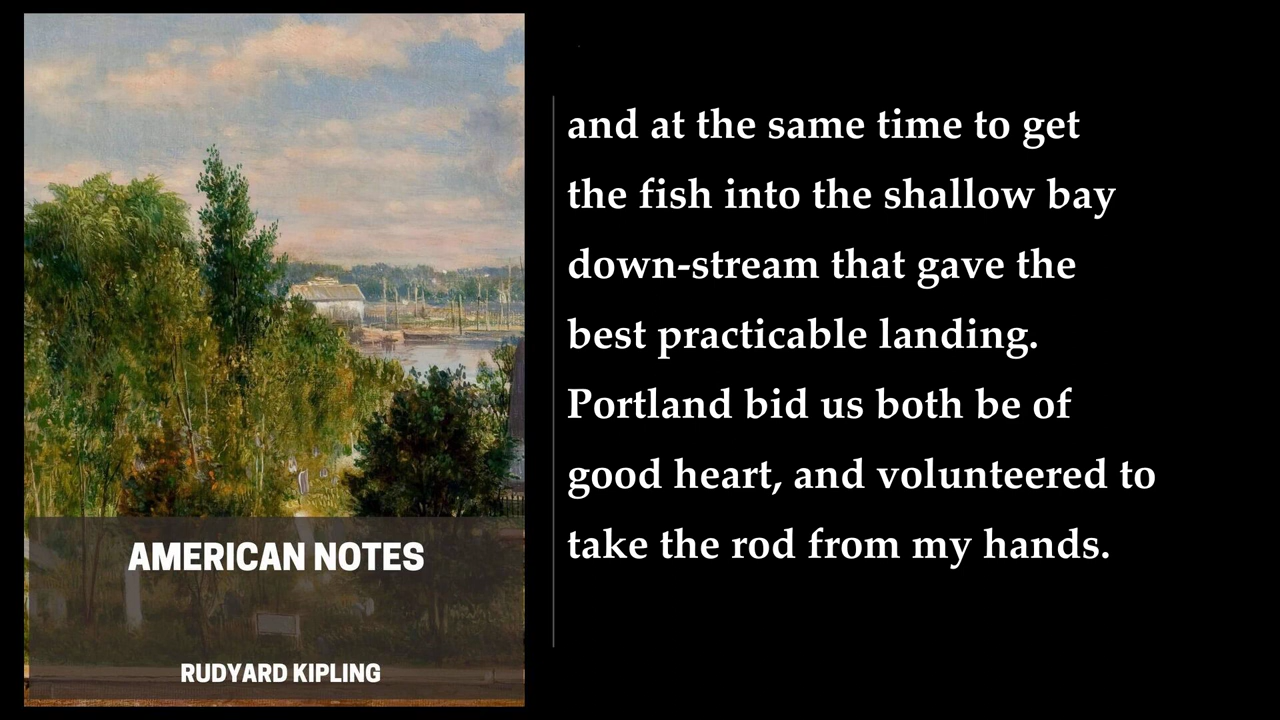 AMERICAN NOTES
RUDYARD KIPLING
and at the same time to get
the fish into the shallow bay
down-stream that gave the
best practicable landing.
Portland bid us both be of
good heart, and volunteered to
take the rod from my hands.